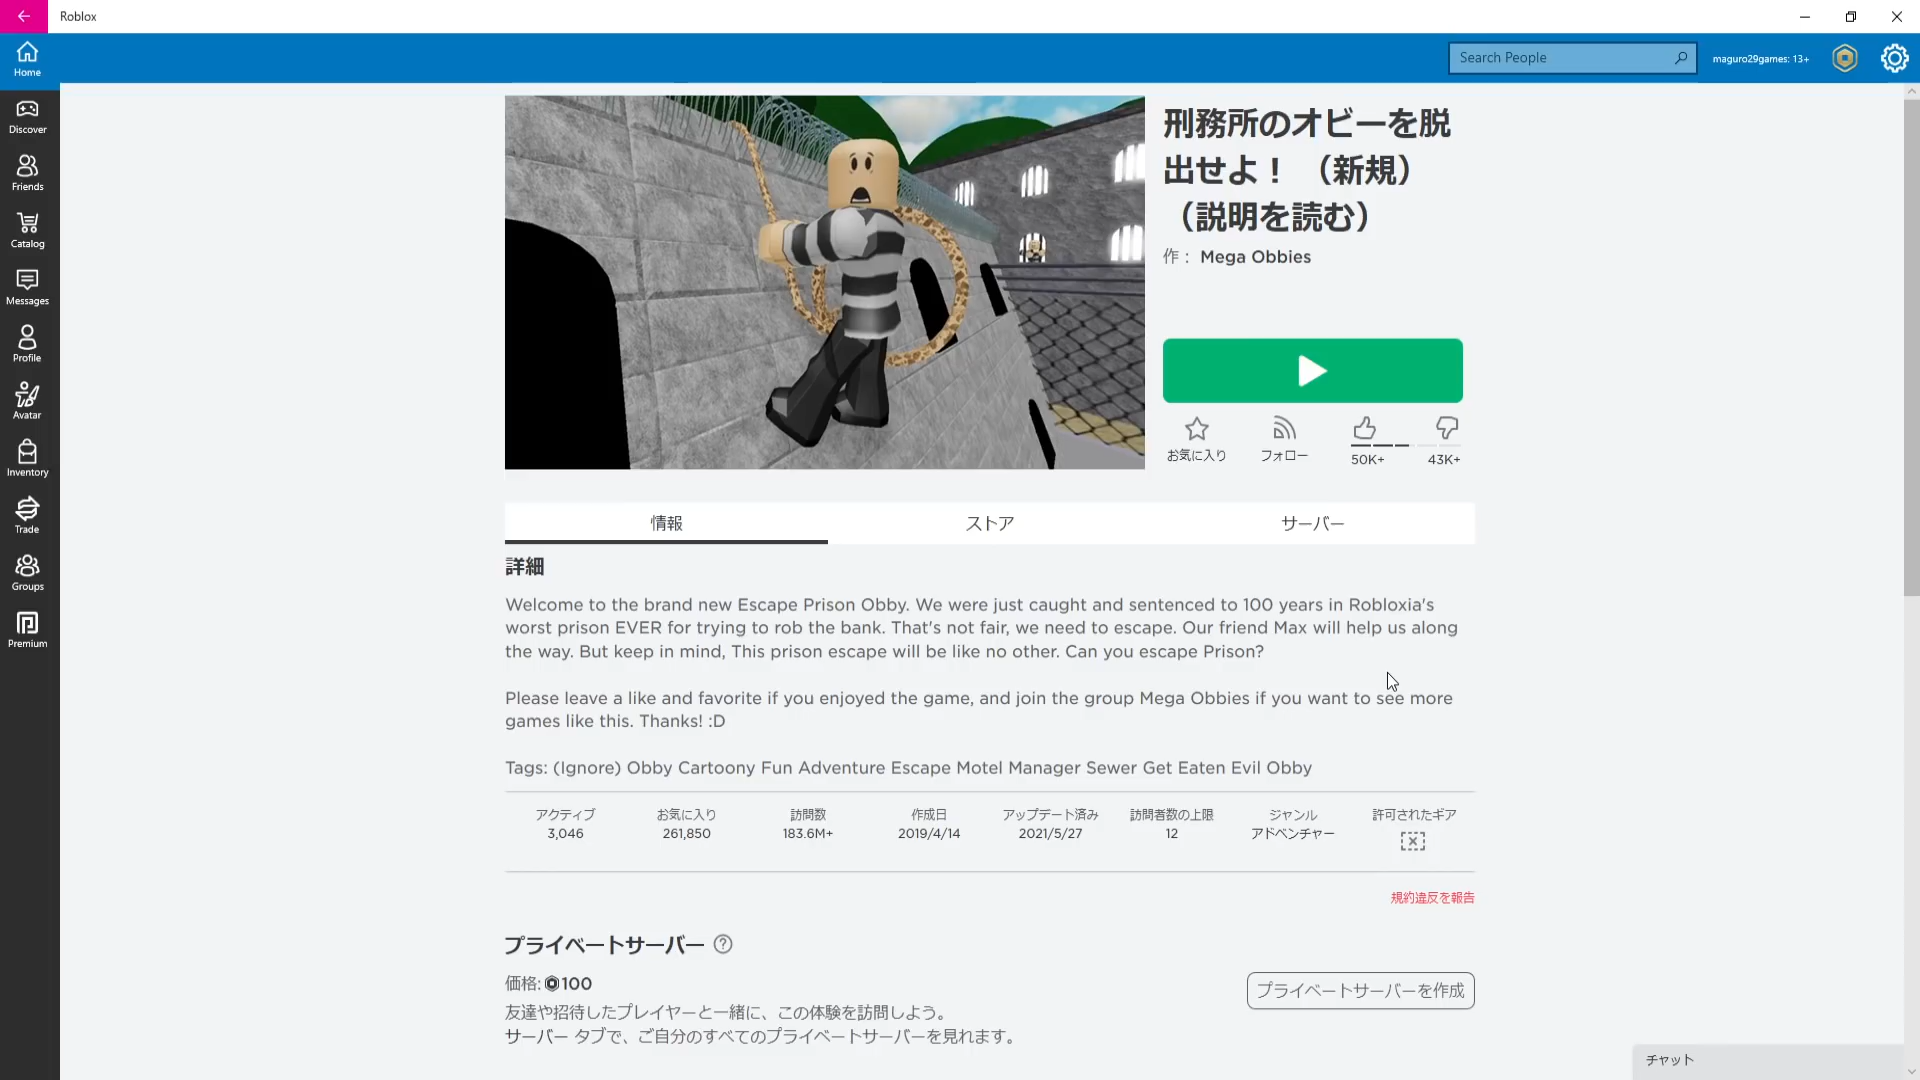 Roblox
Home
Search People
maguro29games: 13+
Discover
Friends
Catalog
Messages
Profile
Avatar
Inventory
Trade
Groups
Premium
刑務所のオビーを脱
出せよ！ （新規）
（説明を読む）
作： Mega Obbies
お気に入り
フォロー
50K+
43K+
情報
ストア
サーバー
詳細
Welcome to the brand new Escape Prison Obby. We were just caught and sentenced to 100 years in Robloxia's
worst prison EVER for trying to rob the bank. That's not fair, we need to escape. Our friend Max will help us along
the way. But keep in mind, This prison escape will be like no other. Can you escape Prison?
Please leave a like and favorite if you enjoyed the game, and join the group Mega Obbies if you want to see more
games like this. Thanks! :D
Tags: (Ignore) Obby Cartoony Fun Adventure Escape Motel Manager Sewer Get Eaten Evil Obby
アクティブ お気に入り 訪問数 作成日 アップデート済み 訪問者数の上限 ジャンル 許可されたギア
3,046 261,850 183.6M+ 2019/4/14 2021/5/27 12 アドベンチャー
規約違反を報告
プライベートサーバー
価格: 100
プライベートサーバーを作成
友達や招待したプレイヤーと一緒に、この体験を訪問しよう。
サーバー タブで、ご自分のすべてのプライベートサーバーを見れます。
チャット